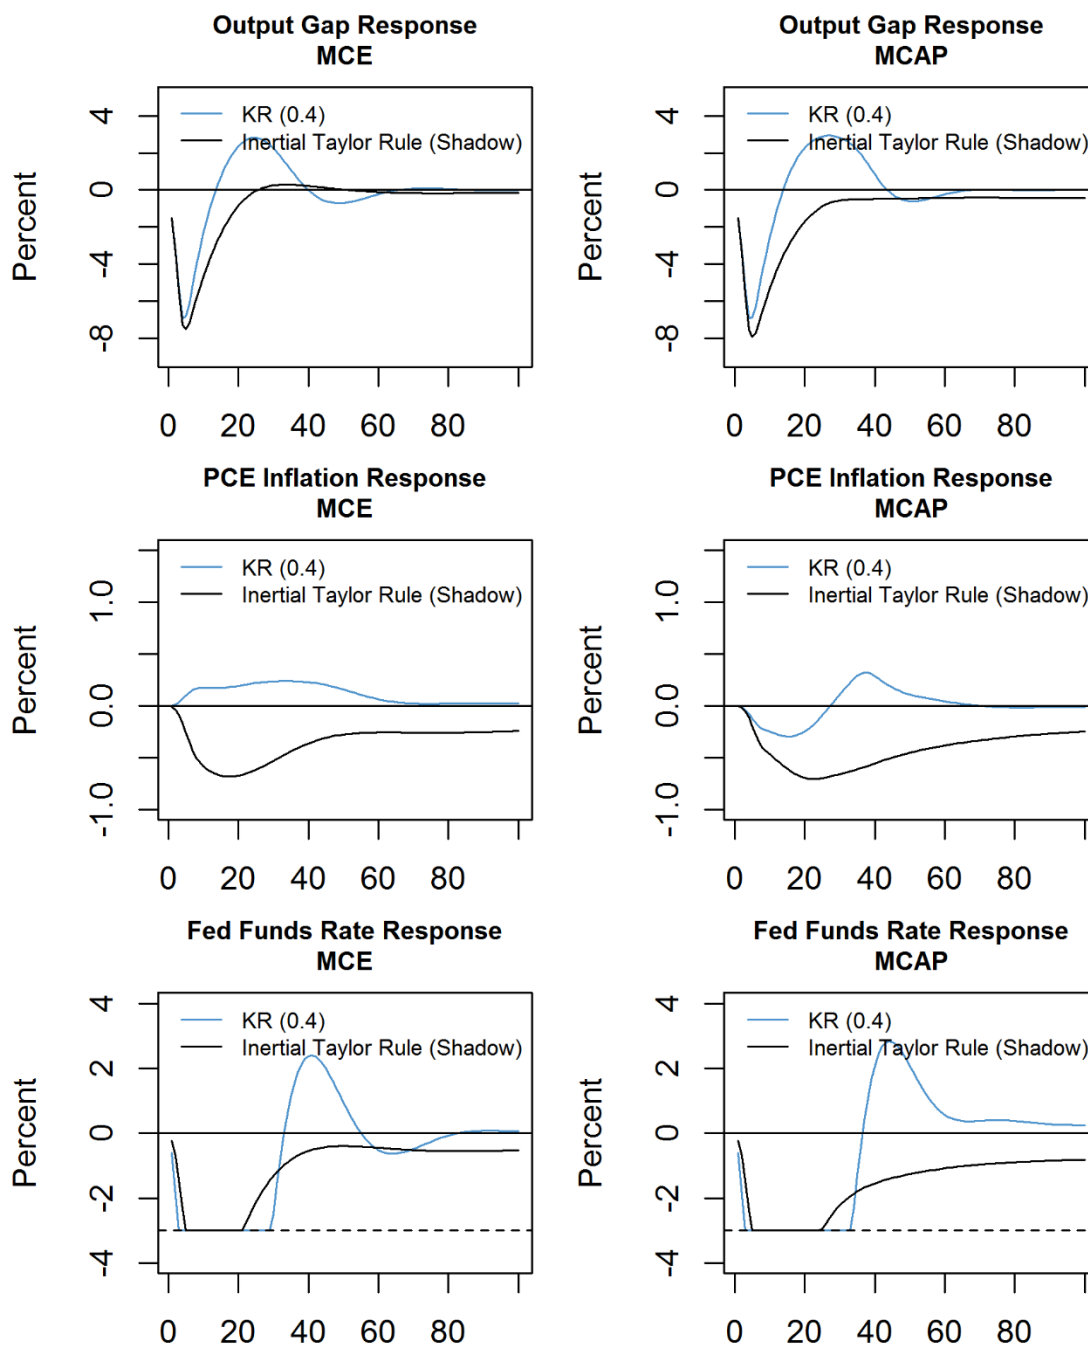 Output Gap Response
MCE
Percent
4
0
-4
-8
KR (0.4)
Inertial Taylor Rule (Shadow)
0 20 40 60 80
Output Gap Response
MCAP
Percent
4
0
-4
-8
KR (0.4)
Inertial Taylor Rule (Shadow)
0 20 40 60 80
PCE Inflation Response
MCE
Percent
1.0
0.0
-1.0
KR (0.4)
Inertial Taylor Rule (Shadow)
0 20 40 60 80
PCE Inflation Response
MCAP
Percent
1.0
0.0
-1.0
KR (0.4)
Inertial Taylor Rule (Shadow)
0 20 40 60 80
Fed Funds Rate Response
MCE
Percent
4
2
0
-2
-4
KR (0.4)
Inertial Taylor Rule (Shadow)
0 20 40 60 80
Fed Funds Rate Response
MCAP
Percent
4
2
0
-2
-4
KR (0.4)
Inertial Taylor Rule (Shadow)
0 20 40 60 80